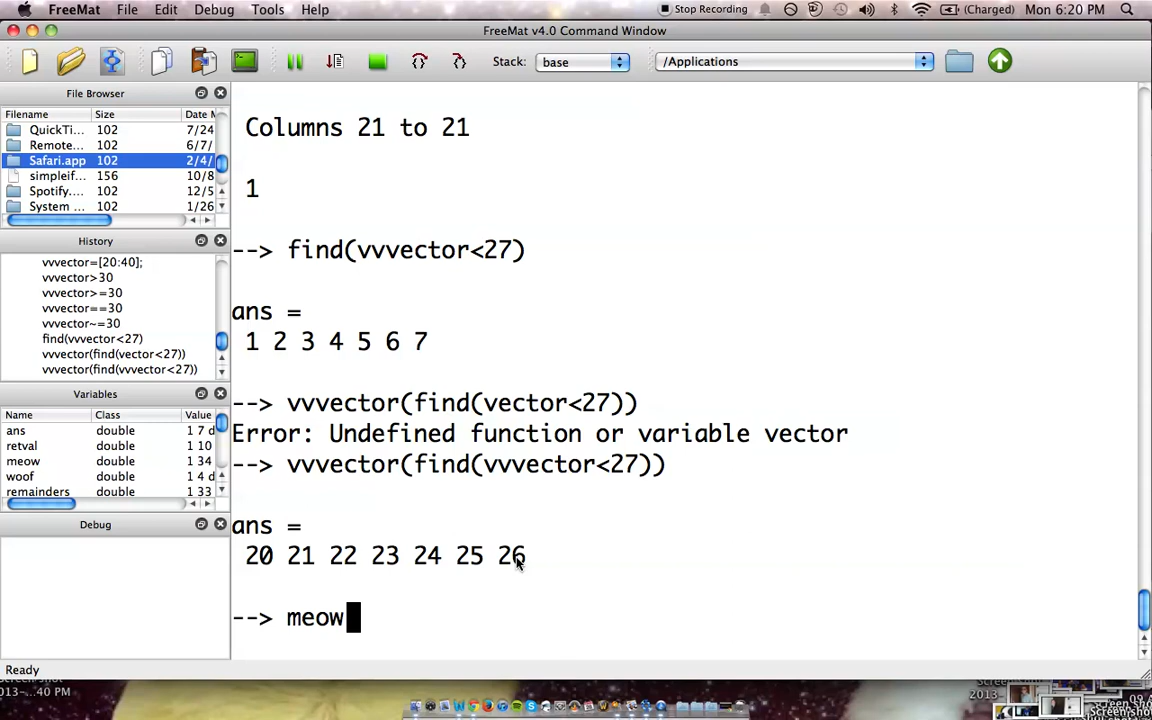 FreeMat File Edit Debug Tools Help Stop Recording (Charged) Mon 6:20 PM
FreeMat v4.0 Command Window
Stack: base /Applications
File Browser
Filename Size Date M
QuickTi... 102 7/24
Remote... 102 6/7/
Safari.app 102 2/4/
simpleif... 156 10/8
Spotify.... 102 12/5
System ... 102 1/26
History
vvvector=[20:40];
vvvector>30
vvvector>=30
vvvector==30
vvvector~=30
find(vvvector<27)
vvvector(find(vector<27))
vvvector(find(vvvector<27))
Variables
Name Class Value
ans double 1 7 d
retval double 1 10
meow double 1 34
woof double 1 4 d
remainders double 1 33
Debug
Columns 21 to 21
1
--> find(vvvector<27)
ans =
1 2 3 4 5 6 7
--> vvvector(find(vector<27))
Error: Undefined function or variable vector
--> vvvector(find(vvvector<27))
ans =
20 21 22 23 24 25 26
--> meow
Ready